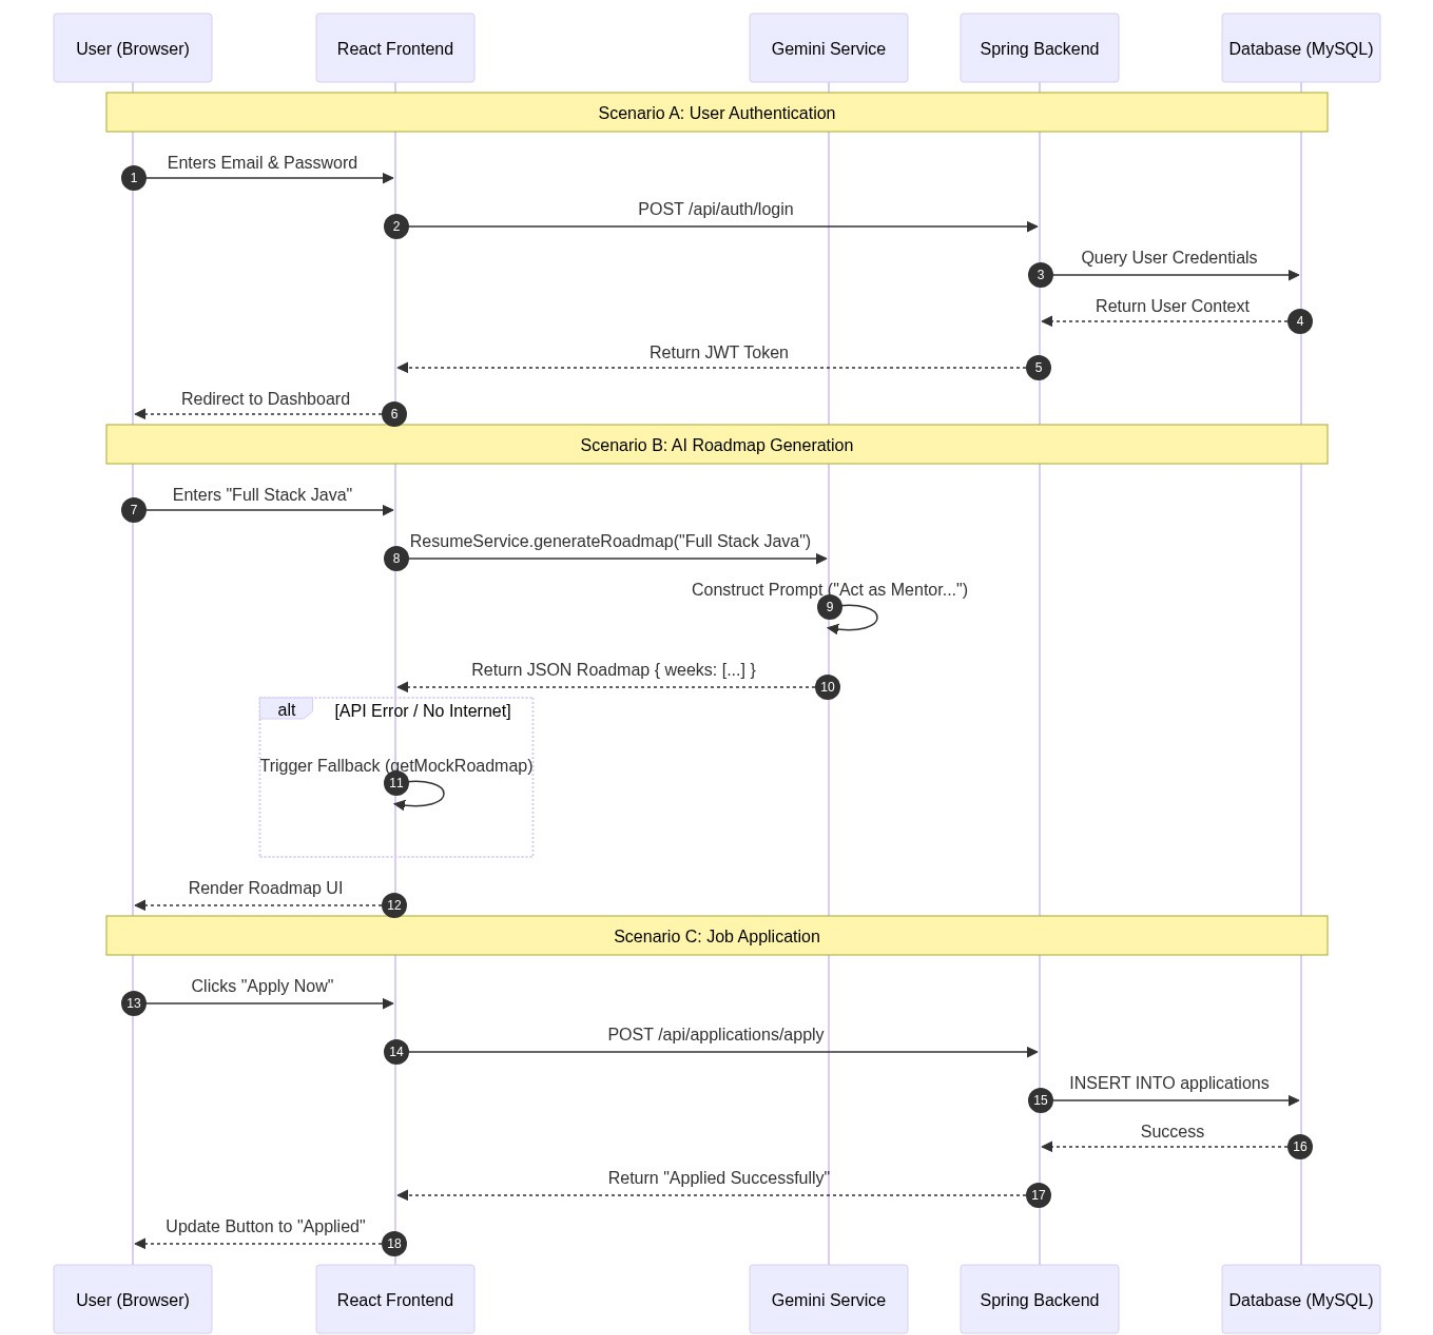 User (Browser)
React Frontend
Gemini Service
Spring Backend
Database (MySQL)
Scenario A: User Authentication
Enters Email & Password
1
POST /api/auth/login
2
Query User Credentials
3
Return User Context
4
Return JWT Token
5
Redirect to Dashboard
6
Scenario B: AI Roadmap Generation
Enters "Full Stack Java"
7
ResumeService.generateRoadmap("Full Stack Java")
8
Construct Prompt ("Act as Mentor...")
9
Return JSON Roadmap { weeks: [...] }
10
alt
[API Error / No Internet]
Trigger Fallback (getMockRoadmap)
11
Render Roadmap UI
12
Scenario C: Job Application
Clicks "Apply Now"
13
POST /api/applications/apply
14
INSERT INTO applications
15
Success
16
Return "Applied Successfully"
17
Update Button to "Applied"
18
User (Browser)
React Frontend
Gemini Service
Spring Backend
Database (MySQL)